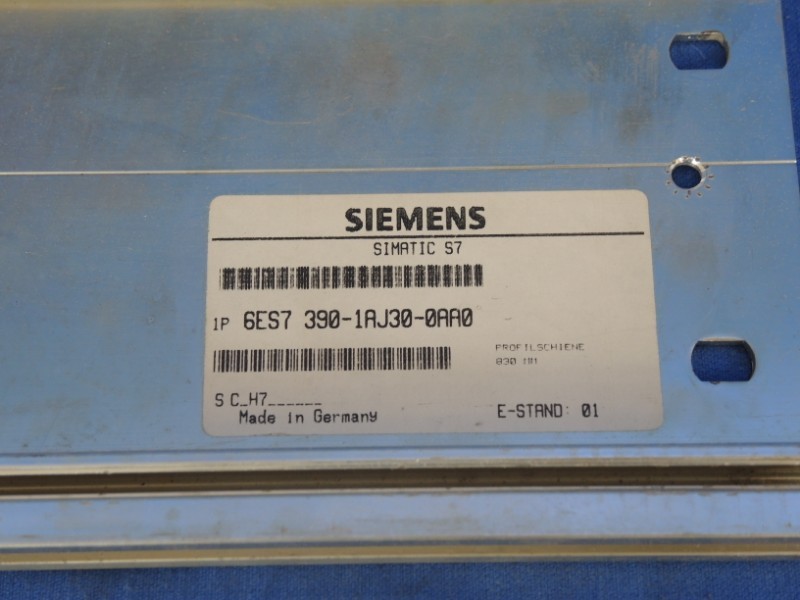 SIEMENS
SIMATIC S7
1P 6ES7 390-1AJ30-0AA0
PROFILSCHIENE
830 MM
S C_H7______
Made in Germany
E-STAND: 01